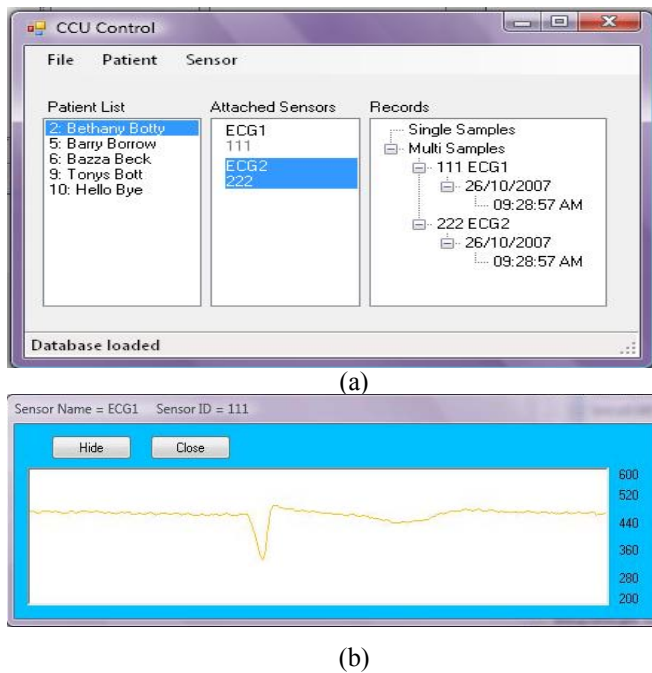 CCU Control
File Patient Sensor
Patient List Attached Sensors Records
2: Bethany Botty
5: Barry Borrow
6: Bazza Beck
9: Tonys Bott
10: Hello Bye
ECG1
111
ECG2
222
Single Samples
Multi Samples
111 ECG1
26/10/2007
09:28:57 AM
222 ECG2
26/10/2007
09:28:57 AM
Database loaded
(a)
Sensor Name = ECG1 Sensor ID = 111
Hide Close
600
520
440
360
280
200
(b)